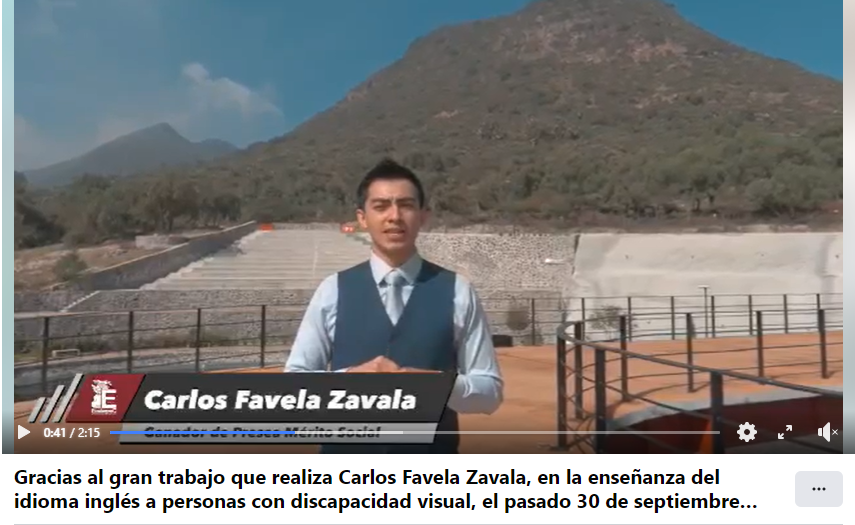 Carlos Favela Zavala
Ganador de Presea Mérito Social
0:41 / 2:15
Gracias al gran trabajo que realiza Carlos Favela Zavala, en la enseñanza del
idioma inglés a personas con discapacidad visual, el pasado 30 de septiembre...